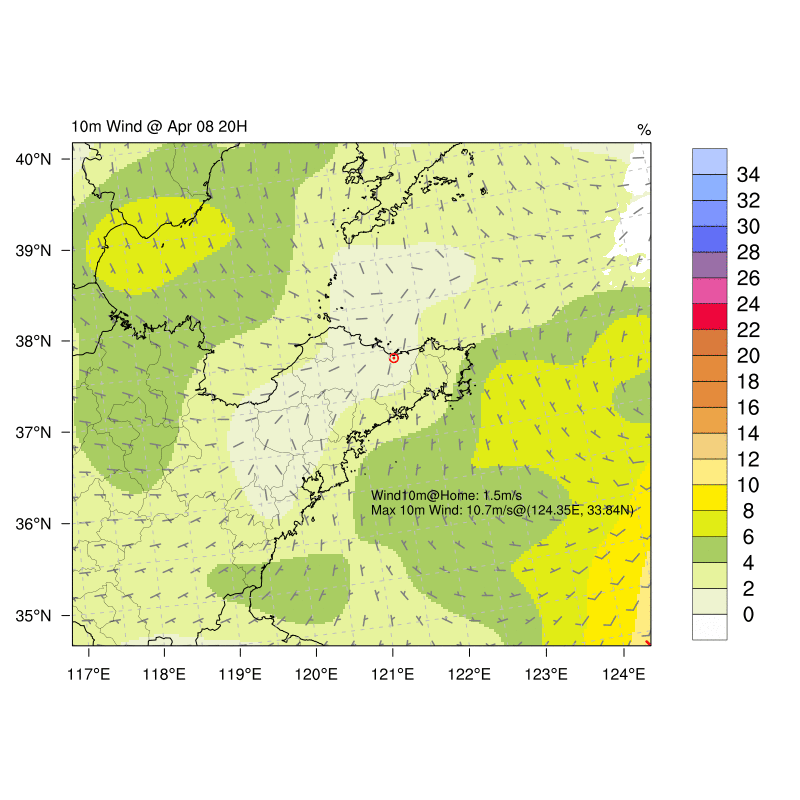 10m Wind @ Apr 08 20H
%
40°N
39°N
38°N
37°N
36°N
35°N
117°E
118°E
119°E
120°E
121°E
122°E
123°E
124°E
Wind10m@Home: 1.5m/s
Max 10m Wind: 10.7m/s@(124.35E, 33.84N)
34
32
30
28
26
24
22
20
18
16
14
12
10
8
6
4
2
0